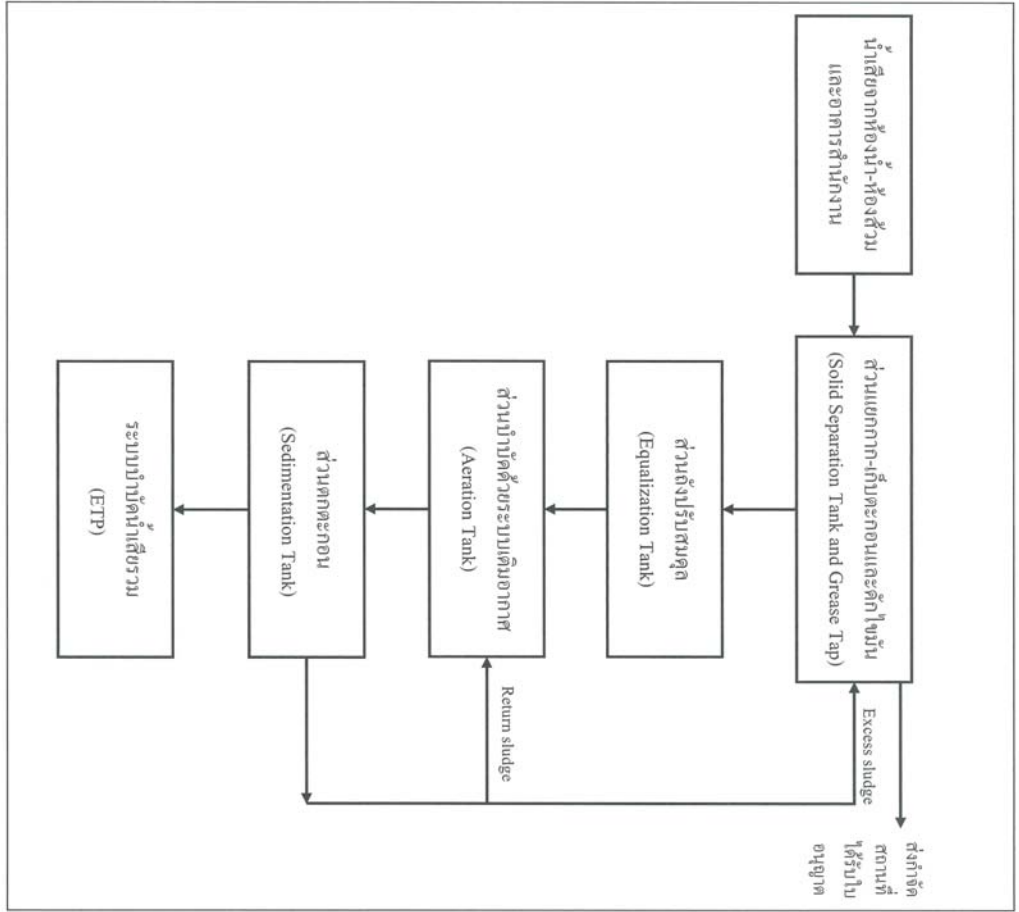 น้ำเสียจากห้องน้ำ-ห้องส้วม
และอาคารสำนักงาน
ส่วนแยกกาก-เก็บตะกอนและดักไขมัน
(Solid Separation Tank and Grease Tap)
Excess sludge
ส่งกำจัด
สถานที่
ได้รับใบ
อนุญาต
ส่วนถังปรับสมดุล
(Equalization Tank)
ส่วนบำบัดด้วยระบบเติมอากาศ
(Aeration Tank)
Return sludge
ส่วนตกตะกอน
(Sedimentation Tank)
ระบบบำบัดน้ำเสียรวม
(ETP)